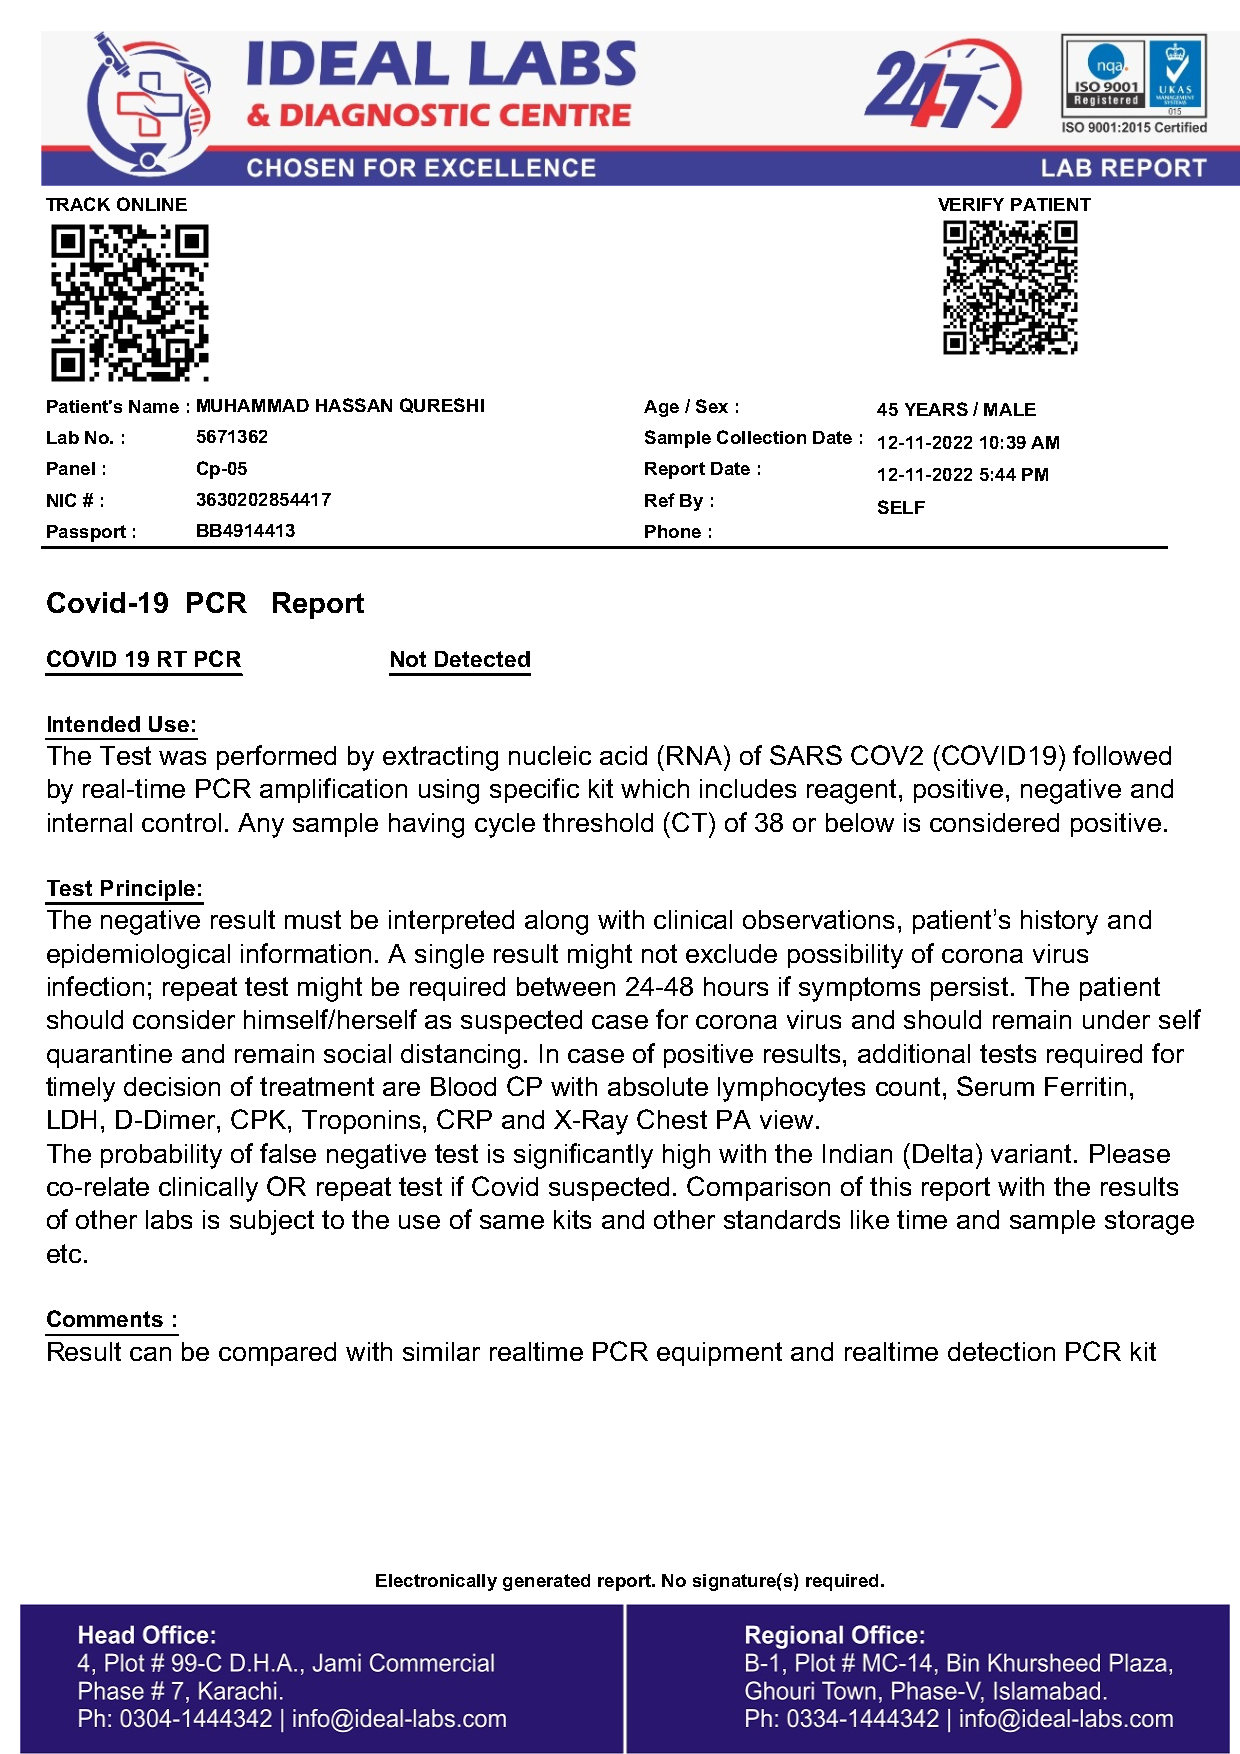 IDEAL LABS
& DIAGNOSTIC CENTRE
247
nqa.
ISO 9001
Registered
UKAS
MANAGEMENT
SYSTEMS
015
ISO 9001:2015 Certified
CHOSEN FOR EXCELLENCE
LAB REPORT
TRACK ONLINE
VERIFY PATIENT
Patient's Name : MUHAMMAD HASSAN QURESHI
Age / Sex : 45 YEARS / MALE
Lab No. : 5671362
Sample Collection Date : 12-11-2022 10:39 AM
Panel : Cp-05
Report Date : 12-11-2022 5:44 PM
NIC # : 3630202854417
Ref By : SELF
Passport : BB4914413
Phone :
Covid-19 PCR Report
COVID 19 RT PCR Not Detected
Intended Use:
The Test was performed by extracting nucleic acid (RNA) of SARS COV2 (COVID19) followed
by real-time PCR amplification using specific kit which includes reagent, positive, negative and
internal control. Any sample having cycle threshold (CT) of 38 or below is considered positive.
Test Principle:
The negative result must be interpreted along with clinical observations, patient’s history and
epidemiological information. A single result might not exclude possibility of corona virus
infection; repeat test might be required between 24-48 hours if symptoms persist. The patient
should consider himself/herself as suspected case for corona virus and should remain under self
quarantine and remain social distancing. In case of positive results, additional tests required for
timely decision of treatment are Blood CP with absolute lymphocytes count, Serum Ferritin,
LDH, D-Dimer, CPK, Troponins, CRP and X-Ray Chest PA view.
The probability of false negative test is significantly high with the Indian (Delta) variant. Please
co-relate clinically OR repeat test if Covid suspected. Comparison of this report with the results
of other labs is subject to the use of same kits and other standards like time and sample storage
etc.
Comments :
Result can be compared with similar realtime PCR equipment and realtime detection PCR kit
Electronically generated report. No signature(s) required.
Head Office:
4, Plot # 99-C D.H.A., Jami Commercial
Phase # 7, Karachi.
Ph: 0304-1444342 | info@ideal-labs.com
Regional Office:
B-1, Plot # MC-14, Bin Khursheed Plaza,
Ghouri Town, Phase-V, Islamabad.
Ph: 0334-1444342 | info@ideal-labs.com